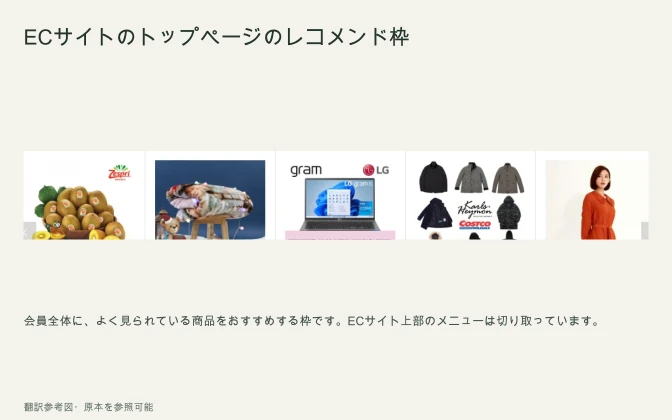 ECサイトのトップページのレコメンド枠
Zespri
gram
LG
LG gram
Karls
Heymon
COSTCO
会員全体に、よく見られている商品をおすすめする枠です。ECサイト上部のメニューは切り取っています。
翻訳参考図・原本を参照可能